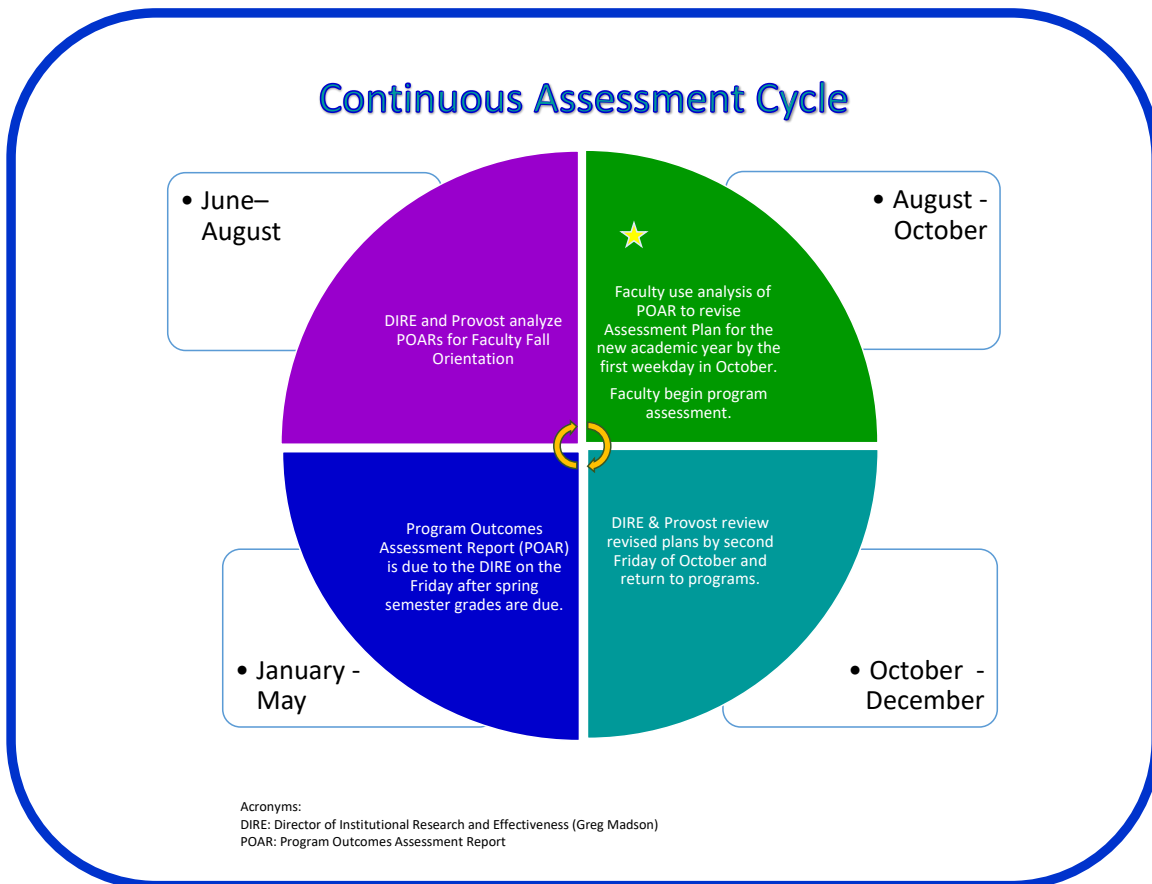 Continuous Assessment Cycle
• June–
August
• August -
October
DIRE and Provost analyze
POARs for Faculty Fall
Orientation
Faculty use analysis of
POAR to revise
Assessment Plan for the
new academic year by the
first weekday in October.
Faculty begin program
assessment.
Program Outcomes
Assessment Report (POAR)
is due to the DIRE on the
Friday after spring
semester grades are due.
DIRE & Provost review
revised plans by second
Friday of October and
return to programs.
• January -
May
• October -
December
Acronyms:
DIRE: Director of Institutional Research and Effectiveness (Greg Madson)
POAR: Program Outcomes Assessment Report